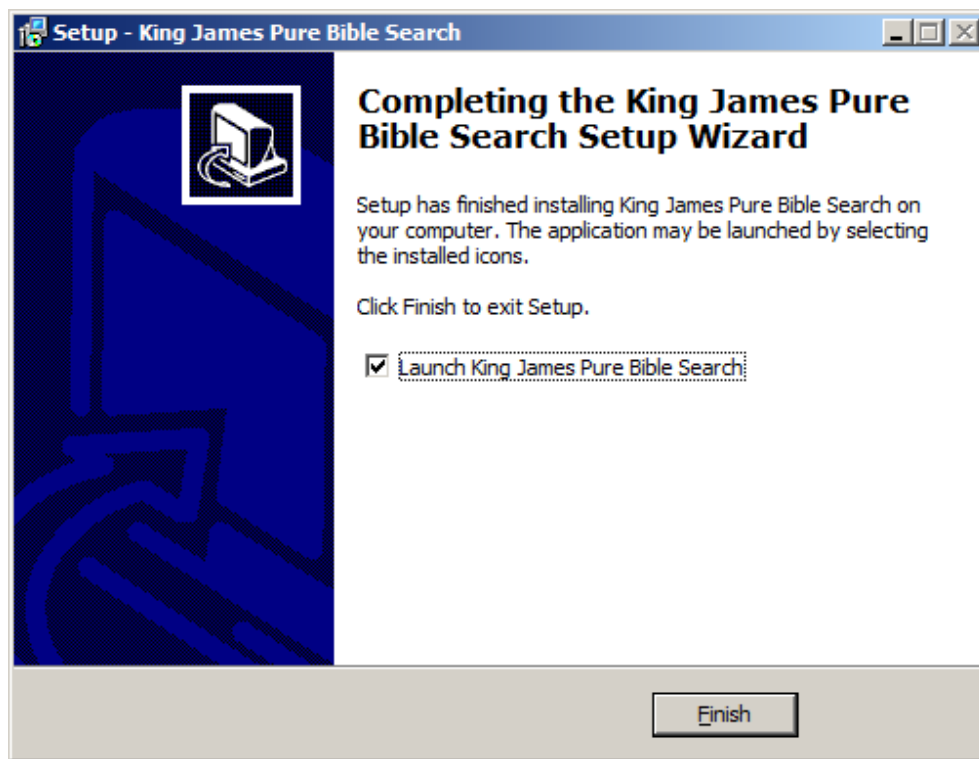 Setup - King James Pure Bible Search
Completing the King James Pure
Bible Search Setup Wizard
Setup has finished installing King James Pure Bible Search on
your computer. The application may be launched by selecting
the installed icons.
Click Finish to exit Setup.
Launch King James Pure Bible Search
Finish